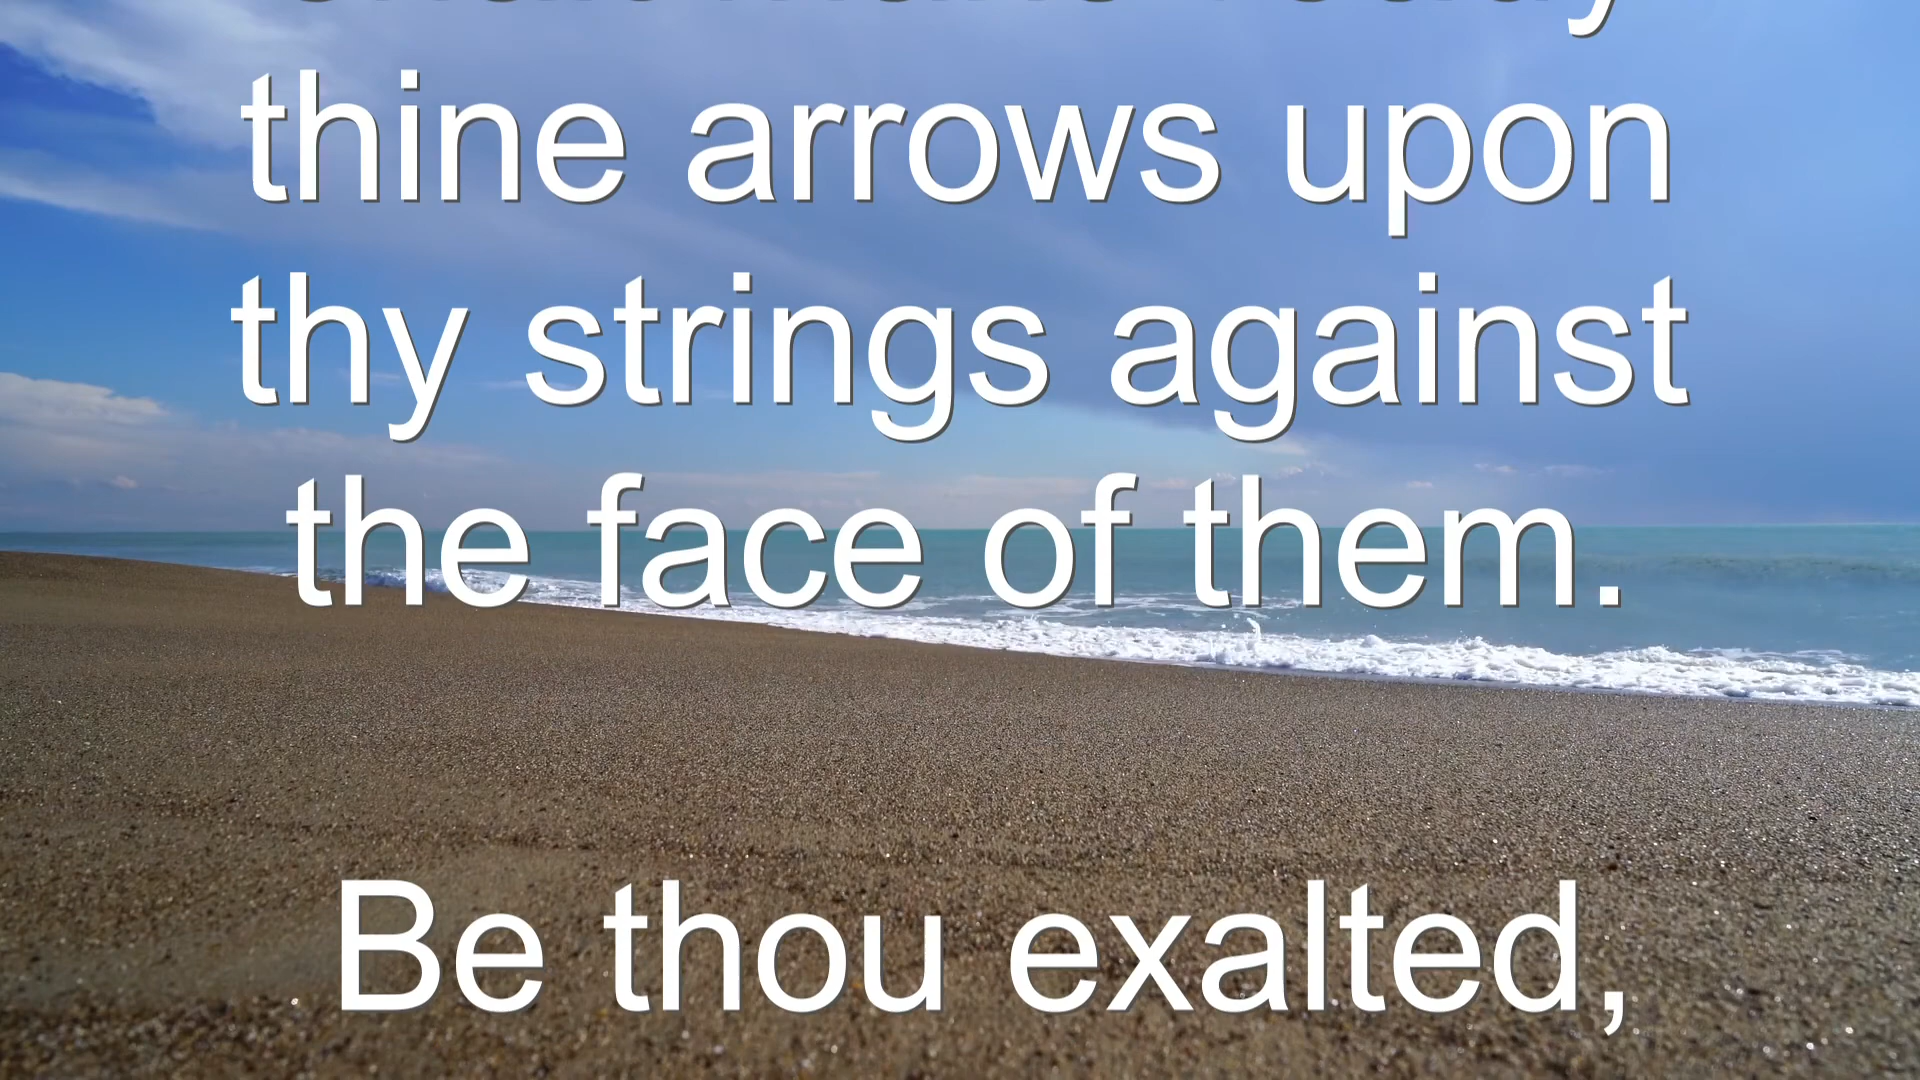 thine arrows upon
thy strings against
the face of them.
Be thou exalted,